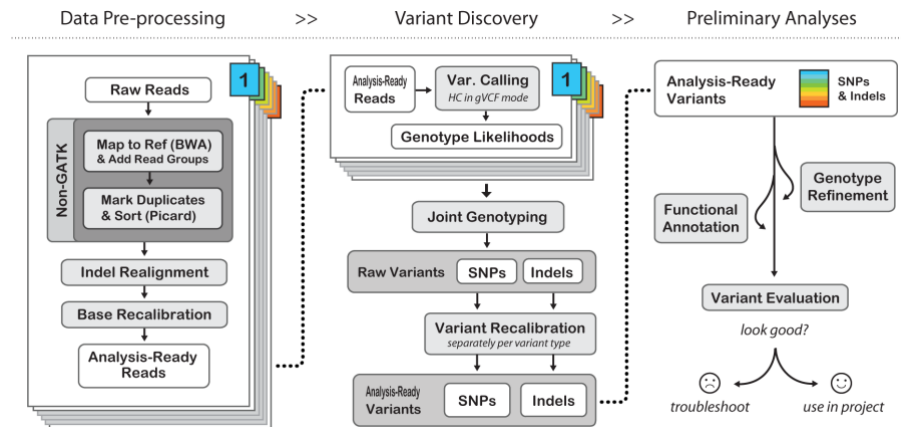 Data Pre-processing >> Variant Discovery >> Preliminary Analyses
1
Raw Reads
Non-GATK
Map to Ref (BWA)
& Add Read Groups
Mark Duplicates
& Sort (Picard)
Indel Realignment
Base Recalibration
Analysis-Ready
Reads
1
Analysis-Ready
Reads
Var. Calling
HC in gVCF mode
Genotype Likelihoods
Joint Genotyping
Raw Variants
SNPs
Indels
Variant Recalibration
separately per variant type
Analysis-Ready
Variants
SNPs
Indels
Analysis-Ready
Variants
SNPs
& Indels
Genotype
Refinement
Functional
Annotation
Variant Evaluation
look good?
troubleshoot
use in project